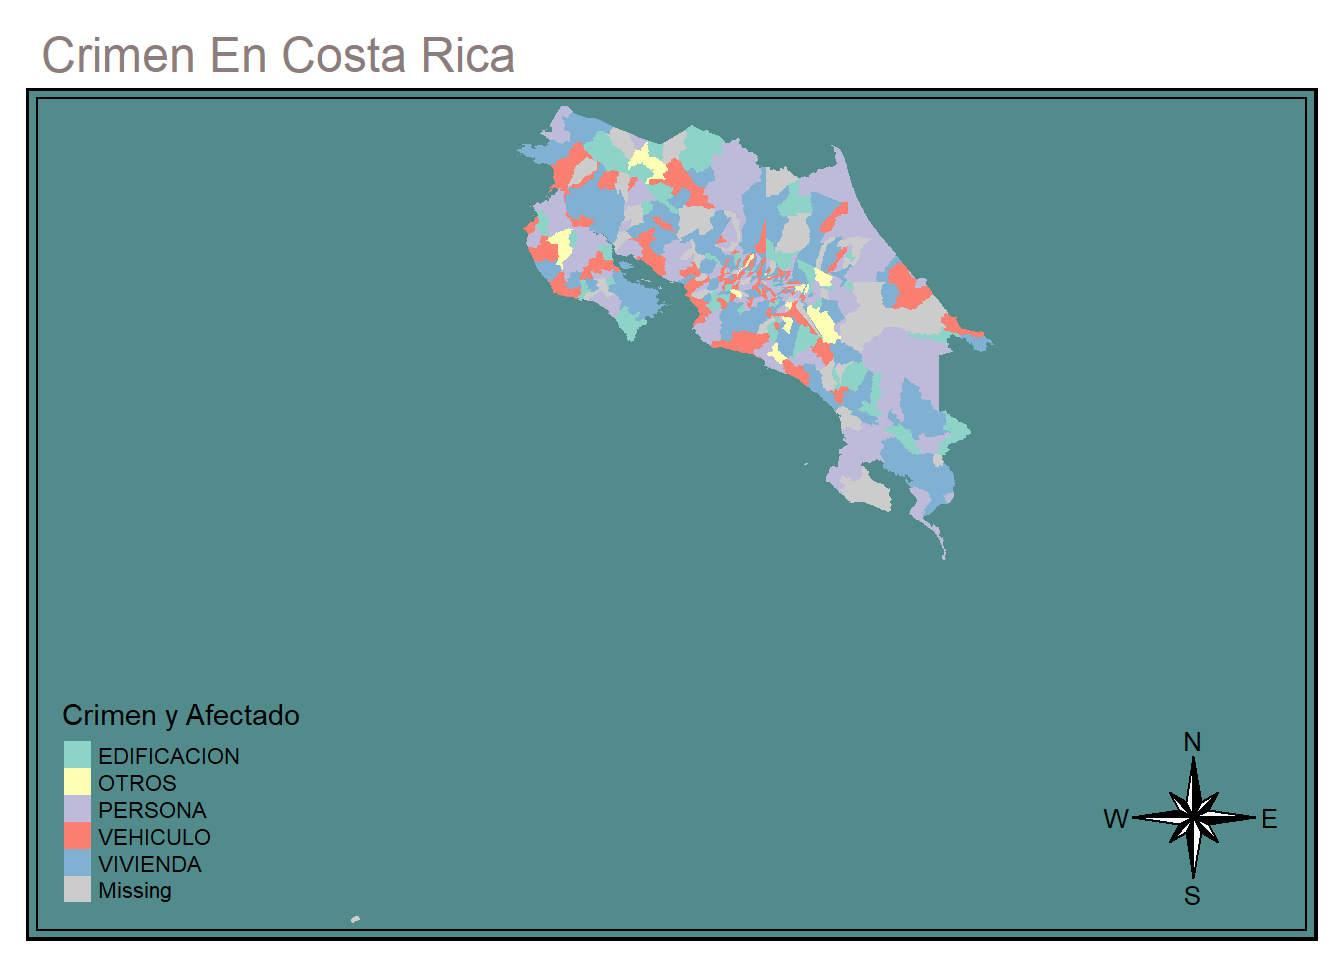 Crimen En Costa Rica
Crimen y Afectado
EDIFICACION
OTROS
PERSONA
VEHICULO
VIVIENDA
Missing
N
W E
S